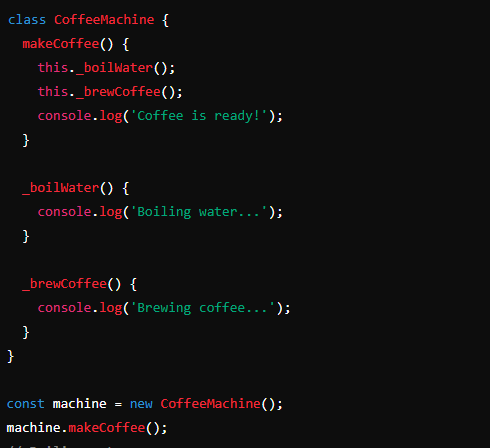 class CoffeeMachine {
  makeCoffee() {
    this._boilWater();
    this._brewCoffee();
    console.log('Coffee is ready!');
  }

  _boilWater() {
    console.log('Boiling water...');
  }

  _brewCoffee() {
    console.log('Brewing coffee...');
  }
}

const machine = new CoffeeMachine();
machine.makeCoffee();